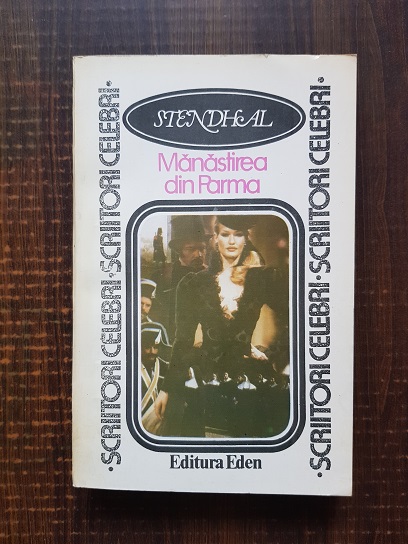 STENDHAL
Mănăstirea
din Parma
·SCRIITORI CELEBRI·SCRIITORI CELEBRI·
·SCRIITORI CELEBRI·SCRIITORI CELEBRI·
Editura Eden